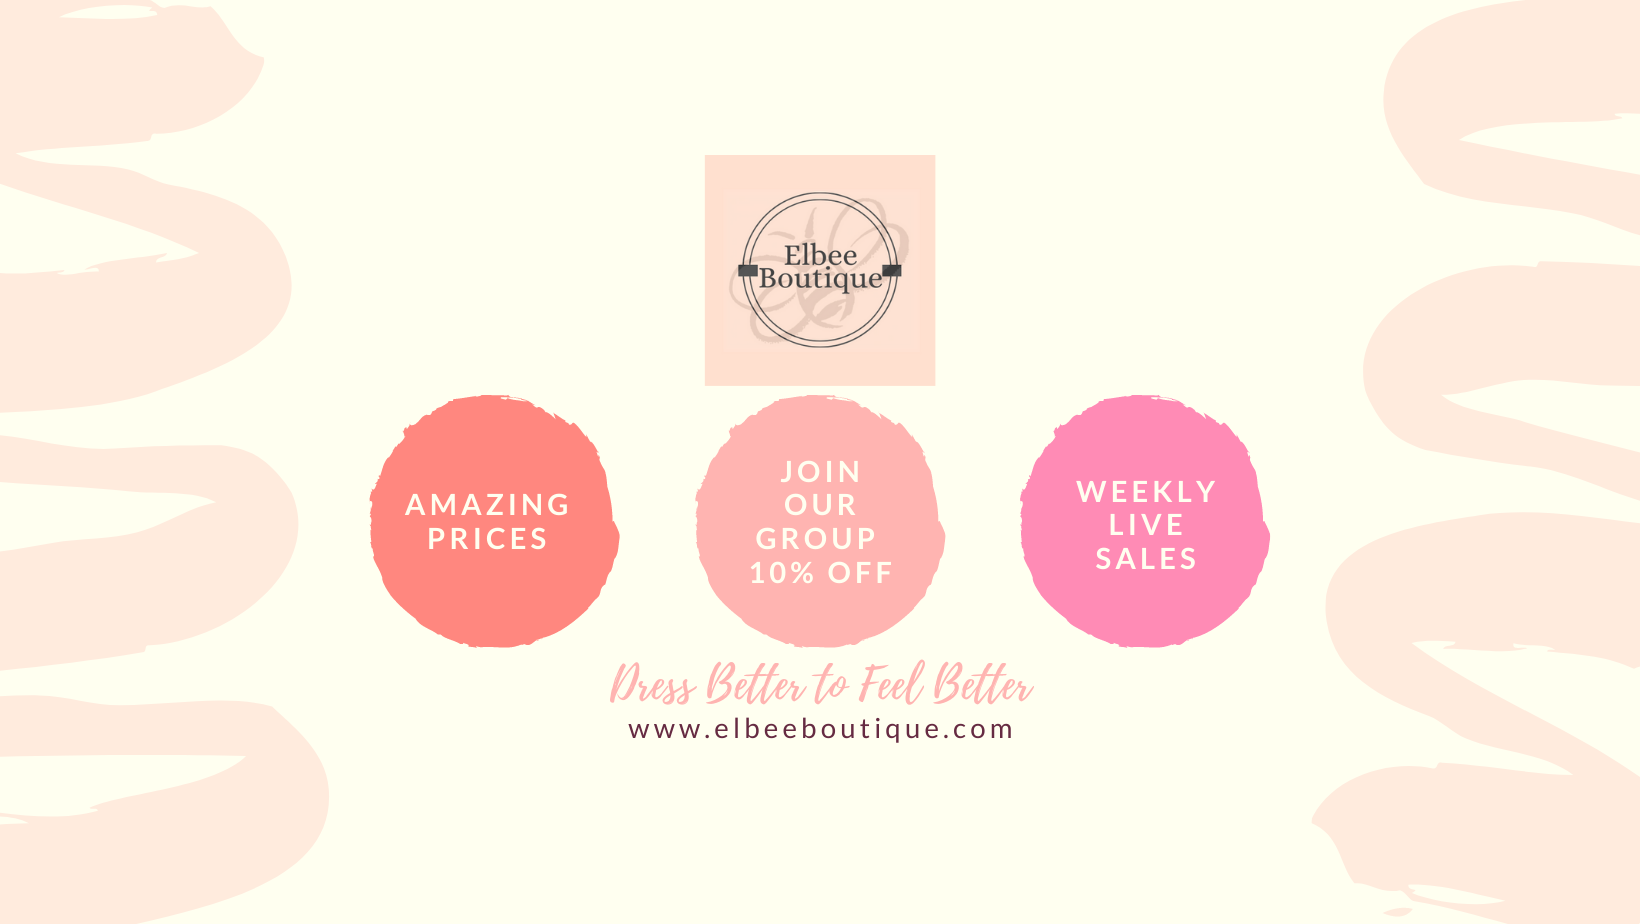 Elbee
Boutique
AMAZING
PRICES
JOIN
OUR
GROUP
10% OFF
WEEKLY
LIVE
SALES
Dress Better to Feel Better
www.elbeeboutique.com